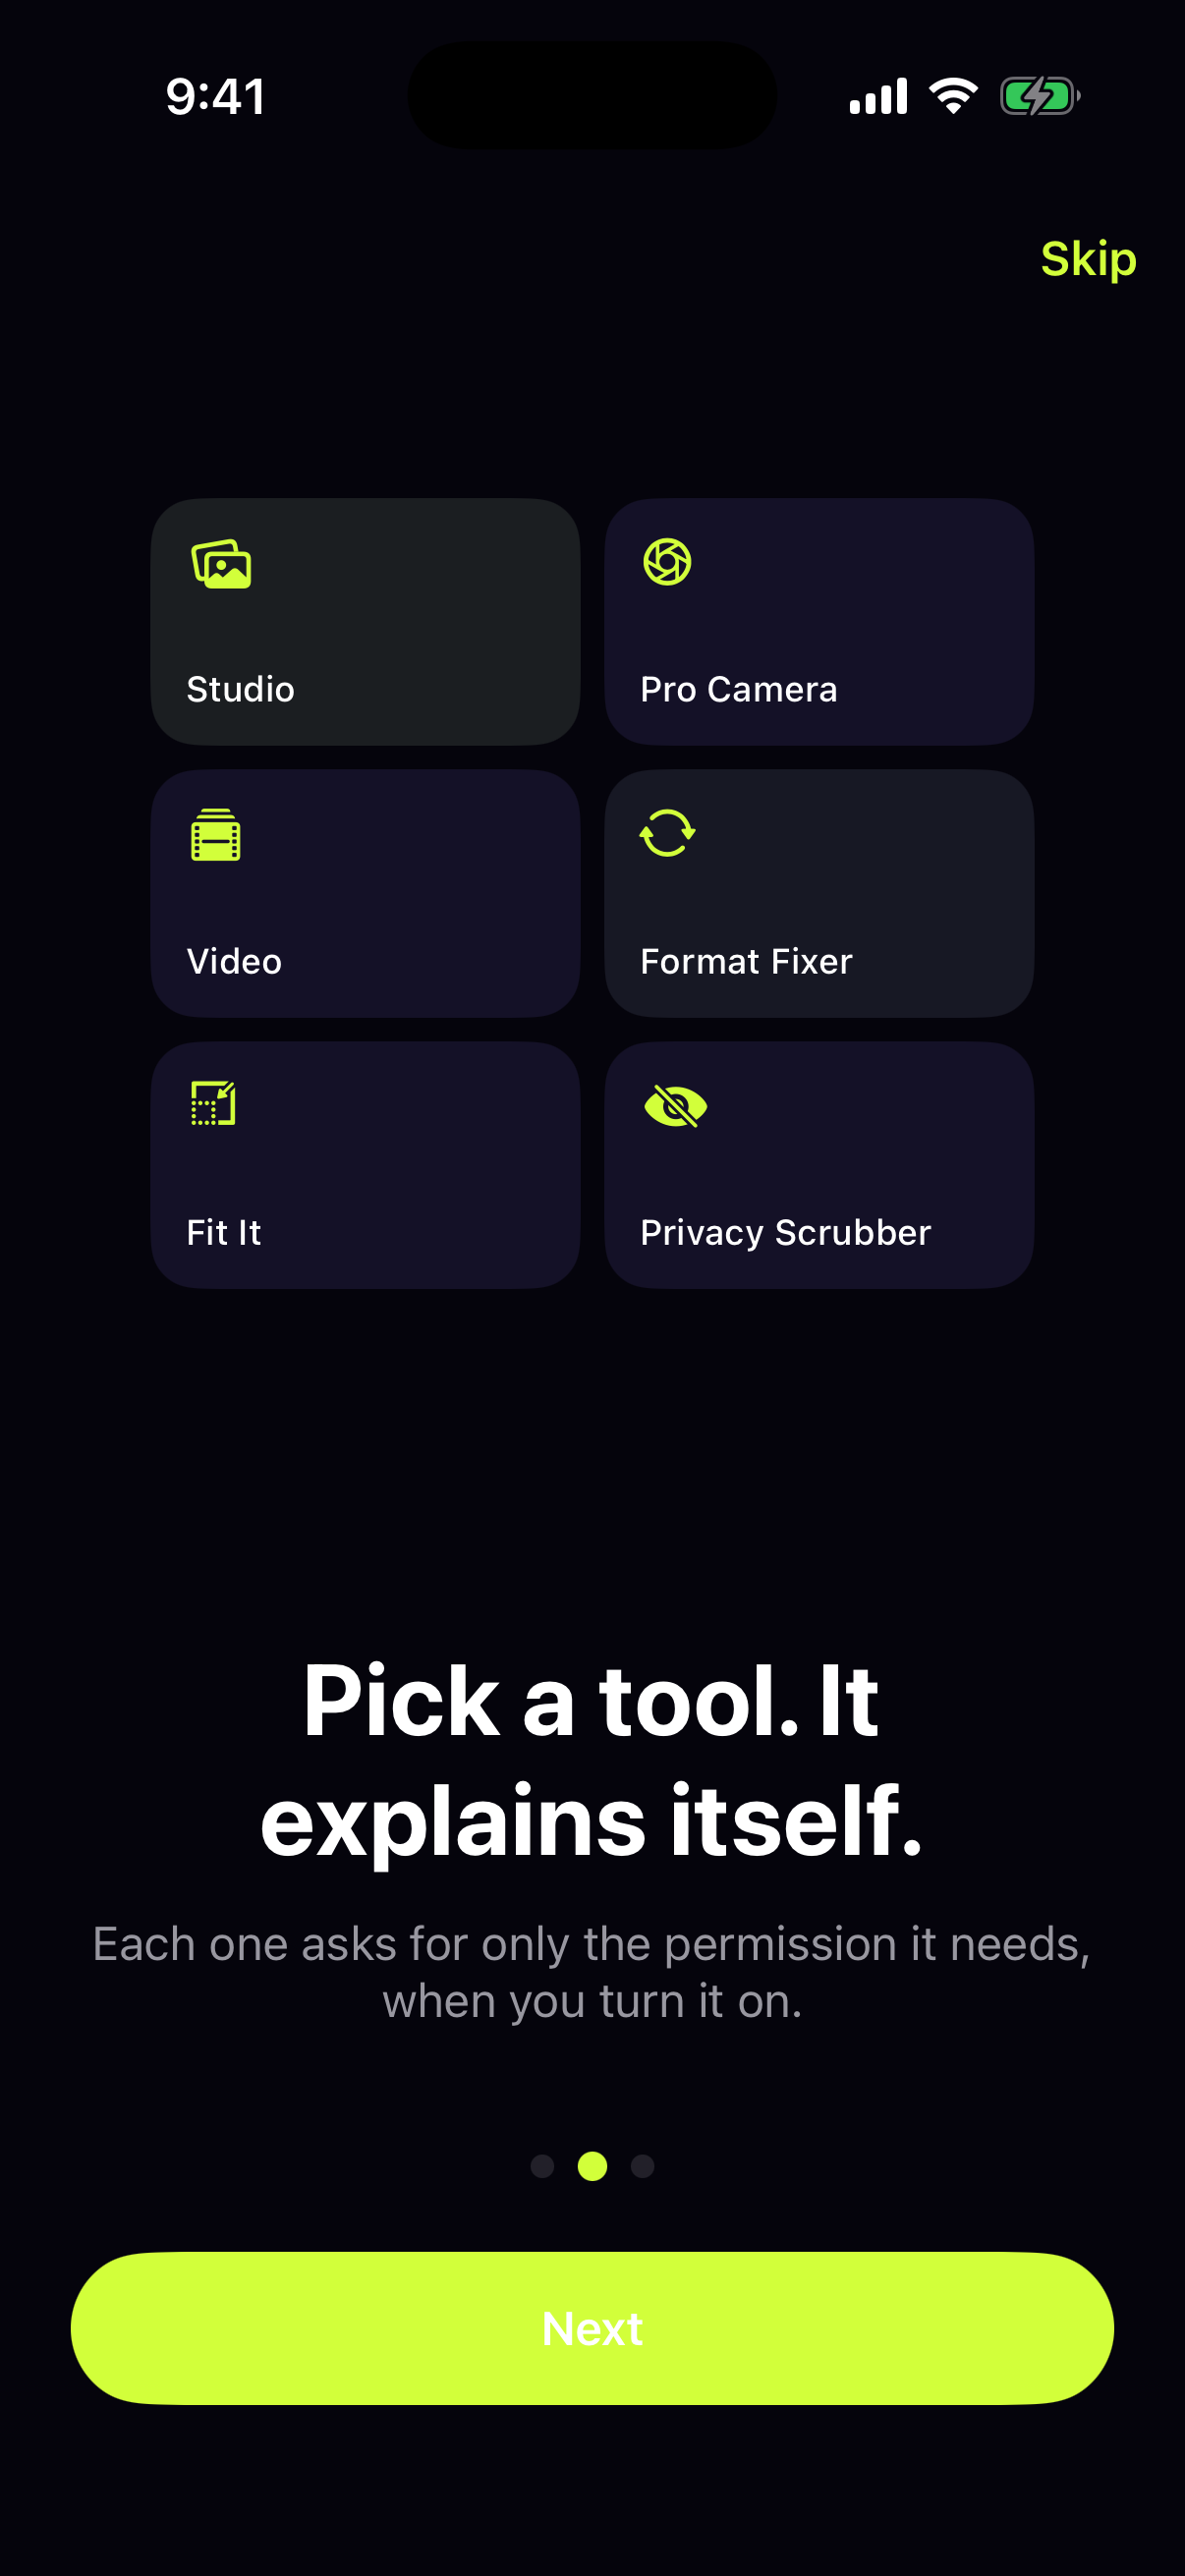 9:41
Skip
Studio
Pro Camera
Video
Format Fixer
Fit It
Privacy Scrubber
Pick a tool. It
explains itself.
Each one asks for only the permission it needs,
when you turn it on.
Next